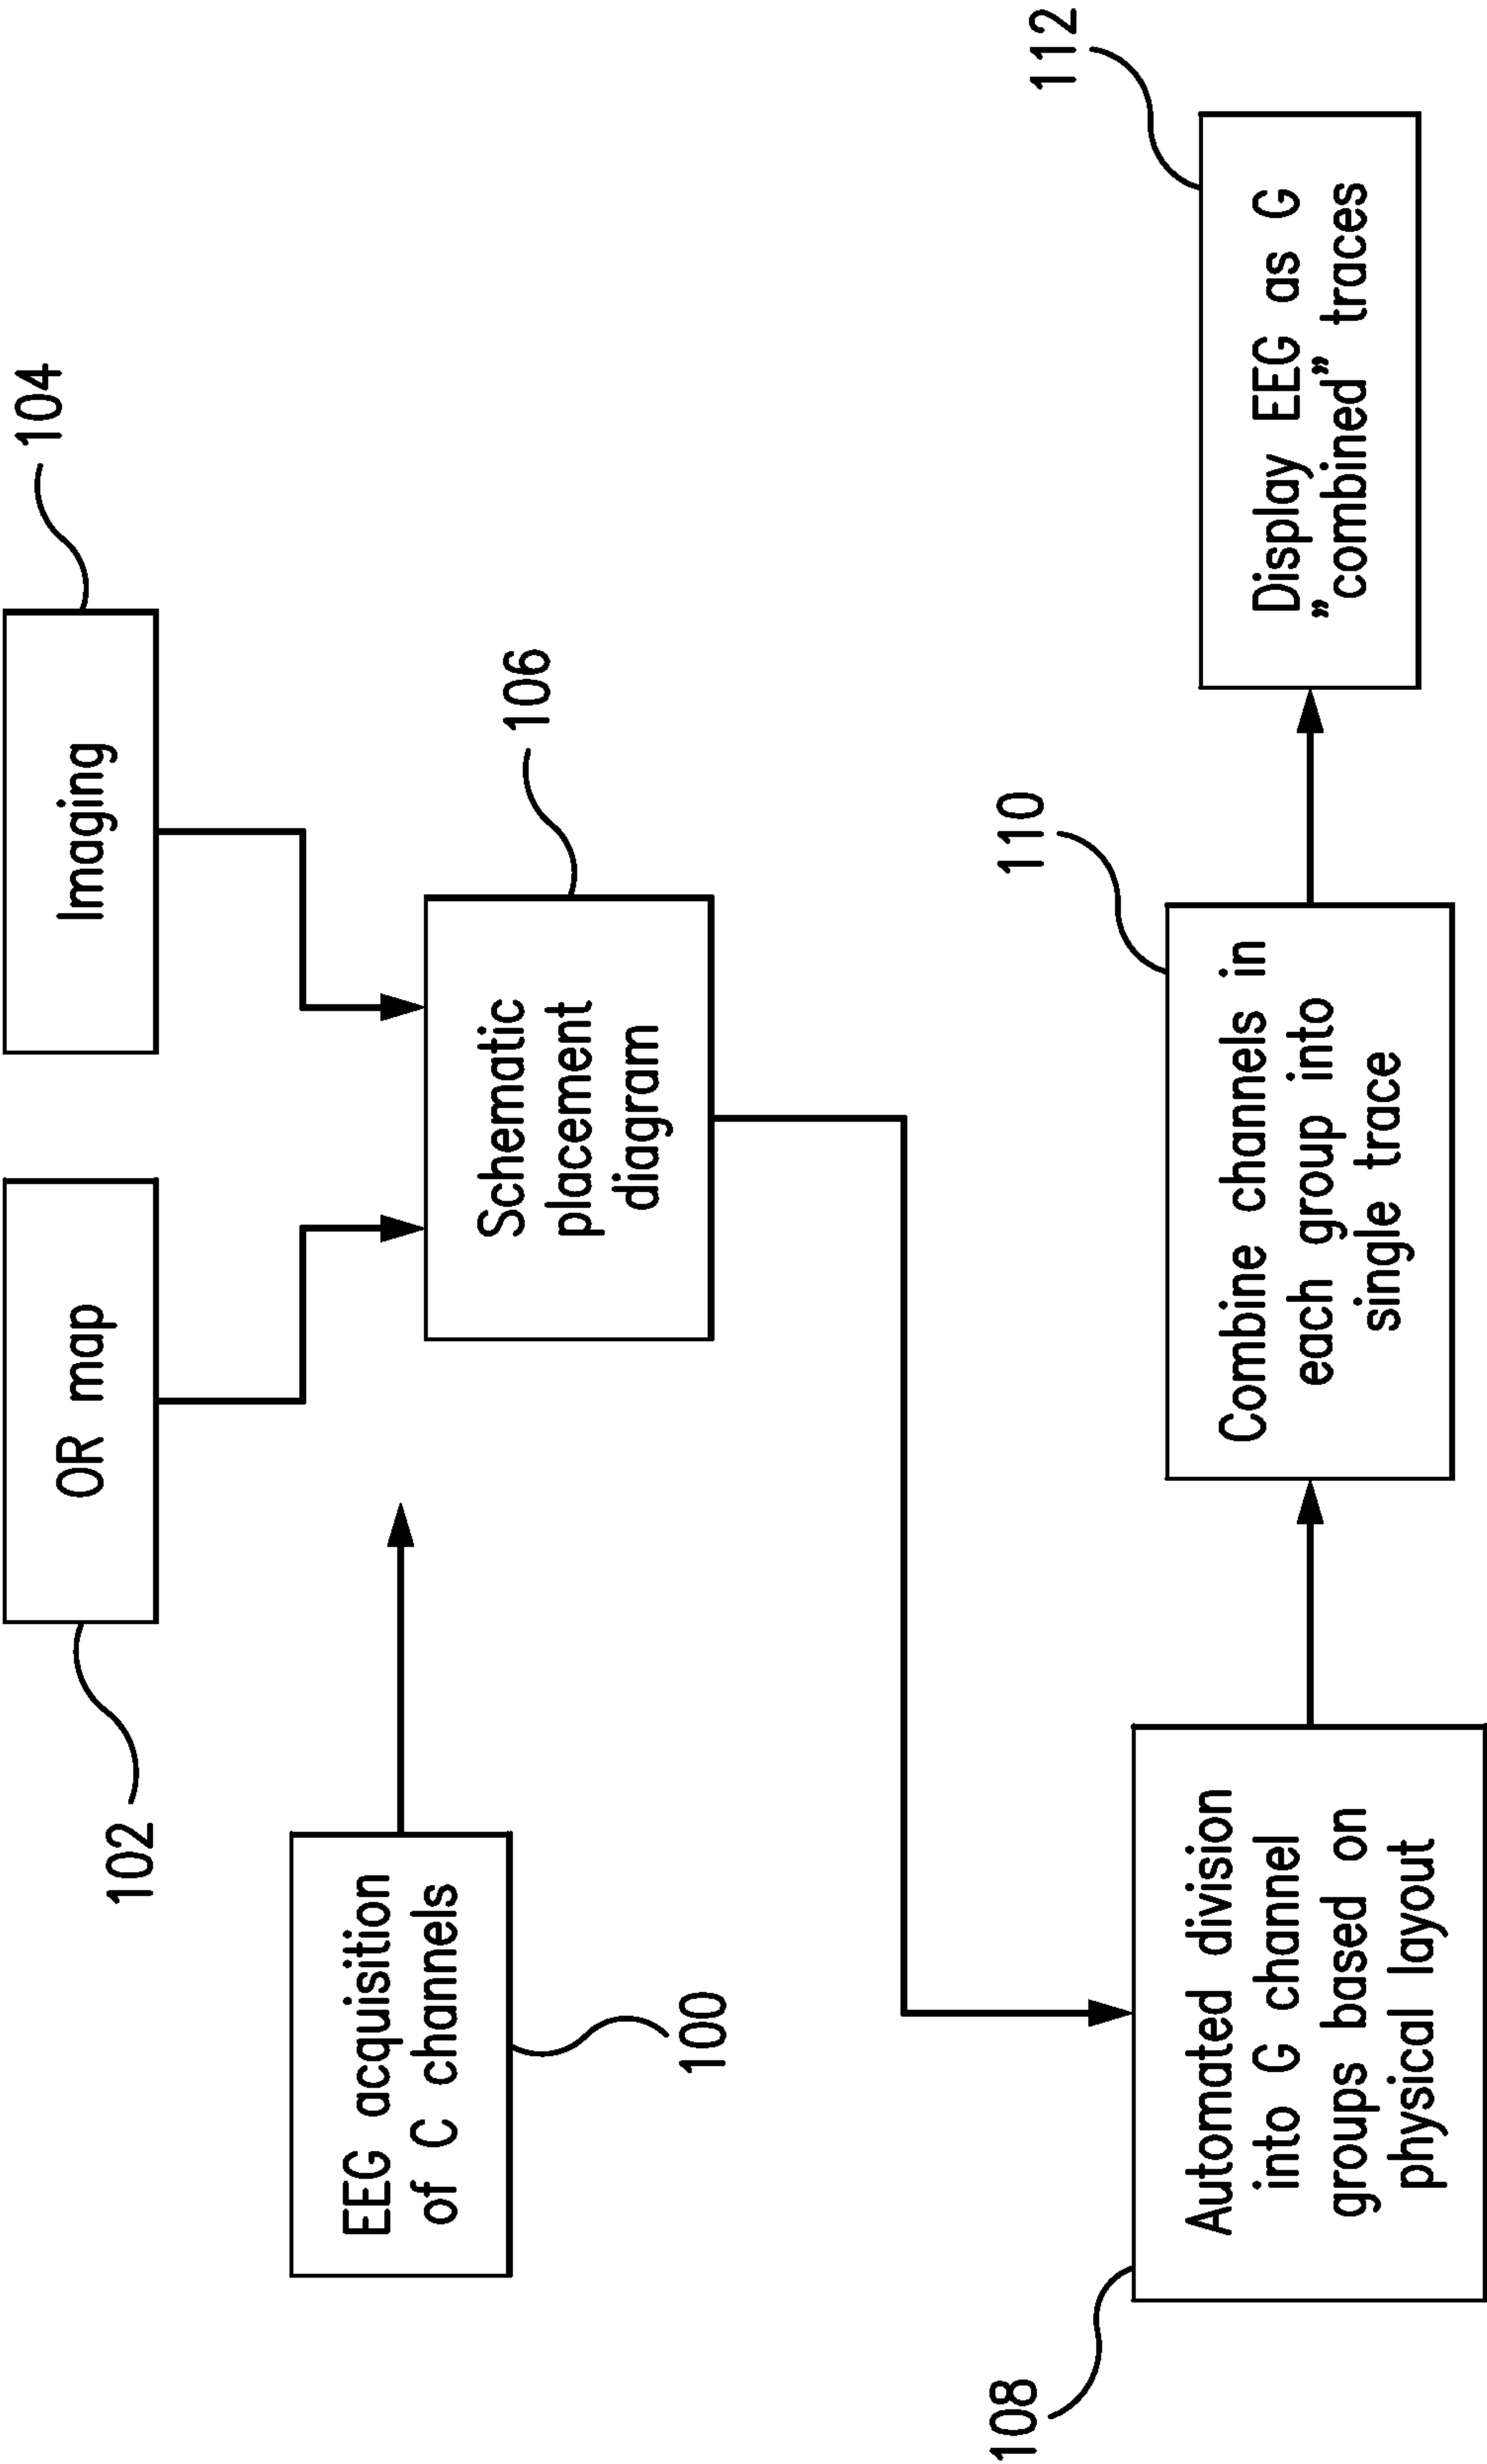 OR map
102
Imaging
104
EEG acquisition
of C channels
100
Schematic
placement
diagram
106
Automated division
into G channel
groups based on
physical layout
108
Combine channels in
each group into
single trace
110
Display EEG as G
”combined” traces
112